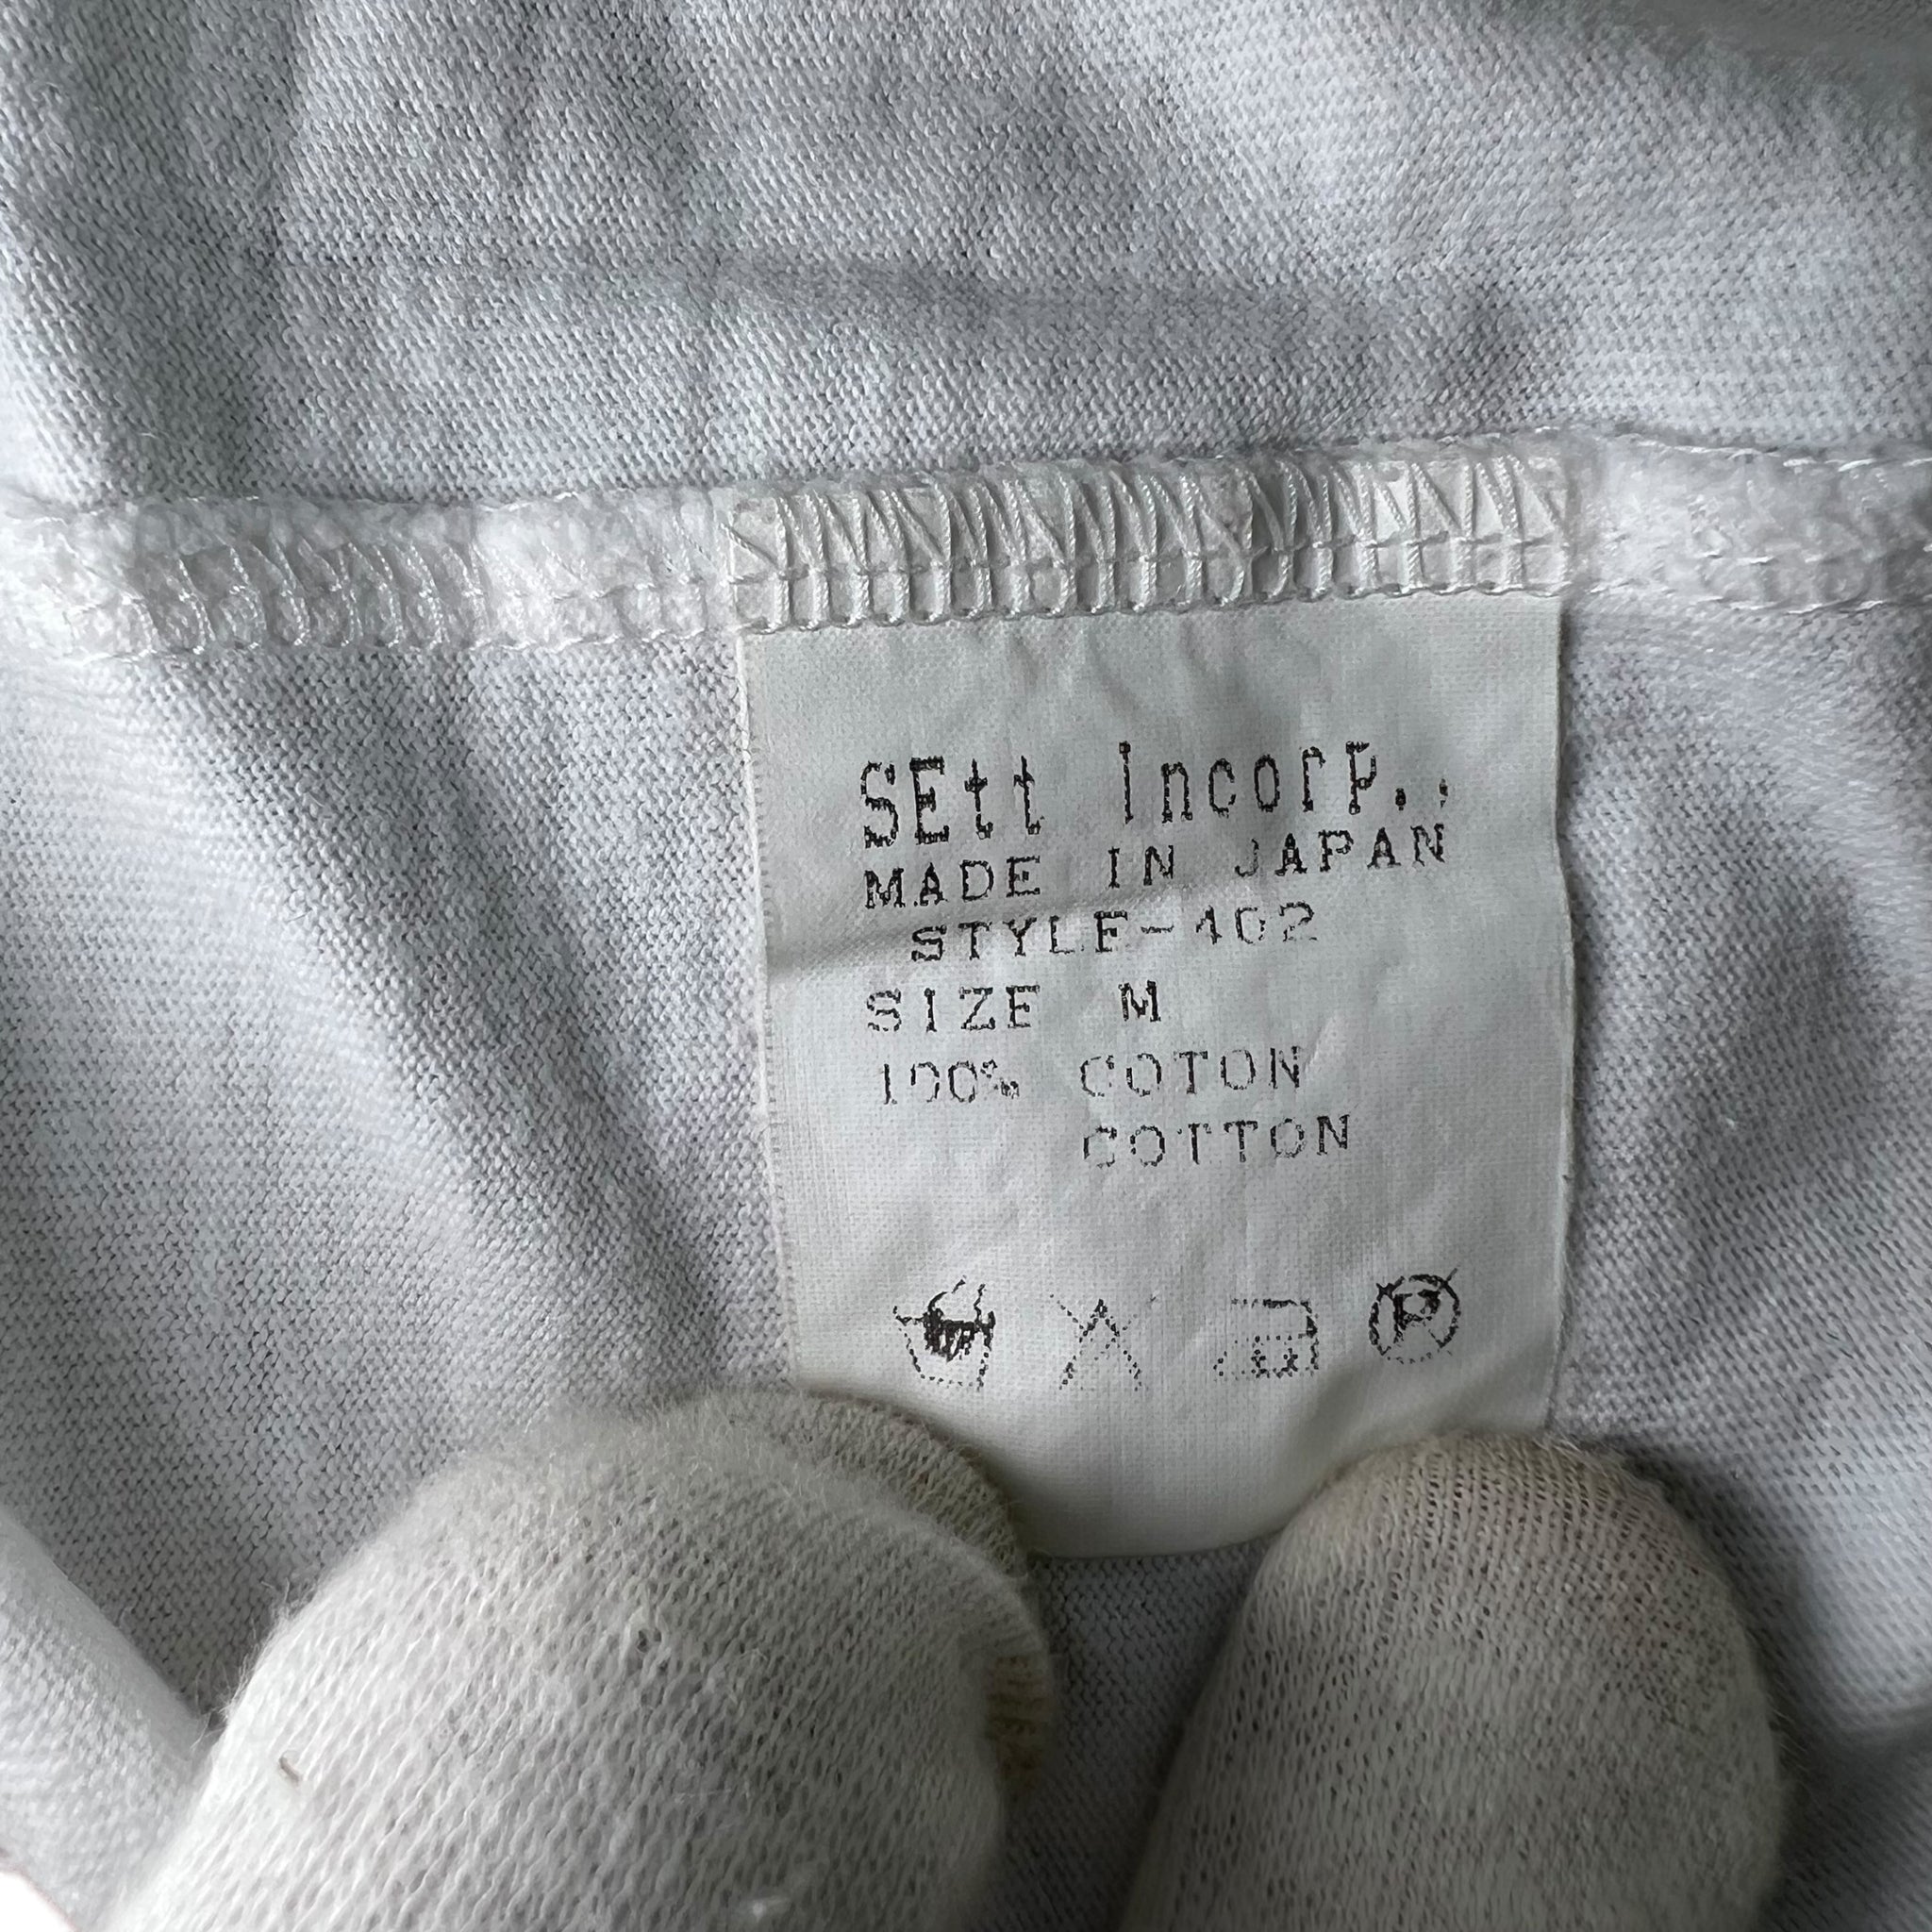 SEtt Incorp..
MADE IN JAPAN
STYLE-402
SIZE M
100% COTON
COTTON
P